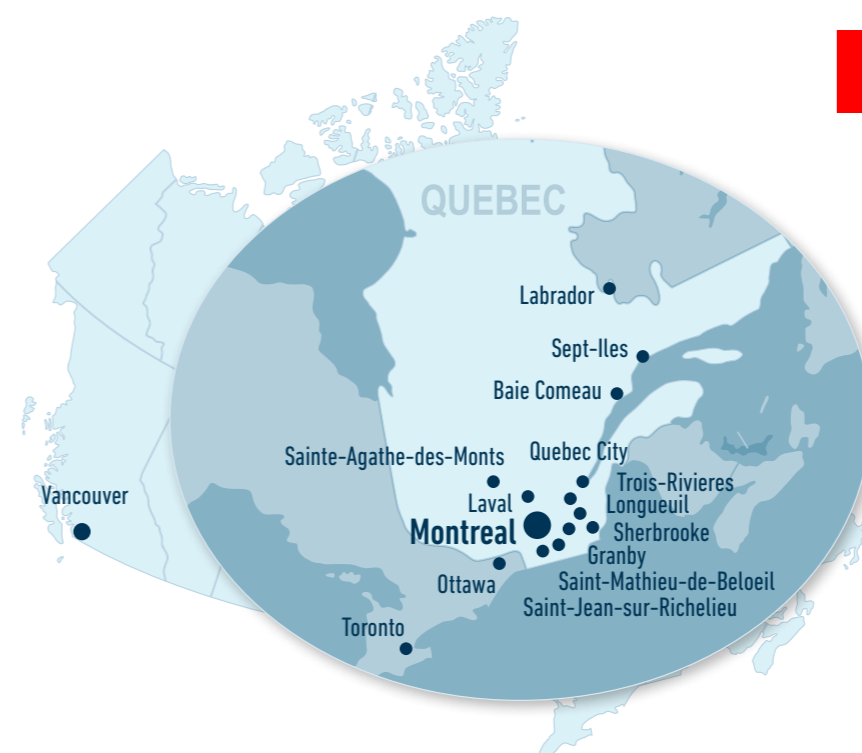 QUEBEC
Labrador
Sept-Iles
Baie Comeau
Sainte-Agathe-des-Monts
Quebec City
Trois-Rivieres
Vancouver
Laval
Longueuil
Montreal
Sherbrooke
Granby
Ottawa
Saint-Mathieu-de-Beloeil
Saint-Jean-sur-Richelieu
Toronto